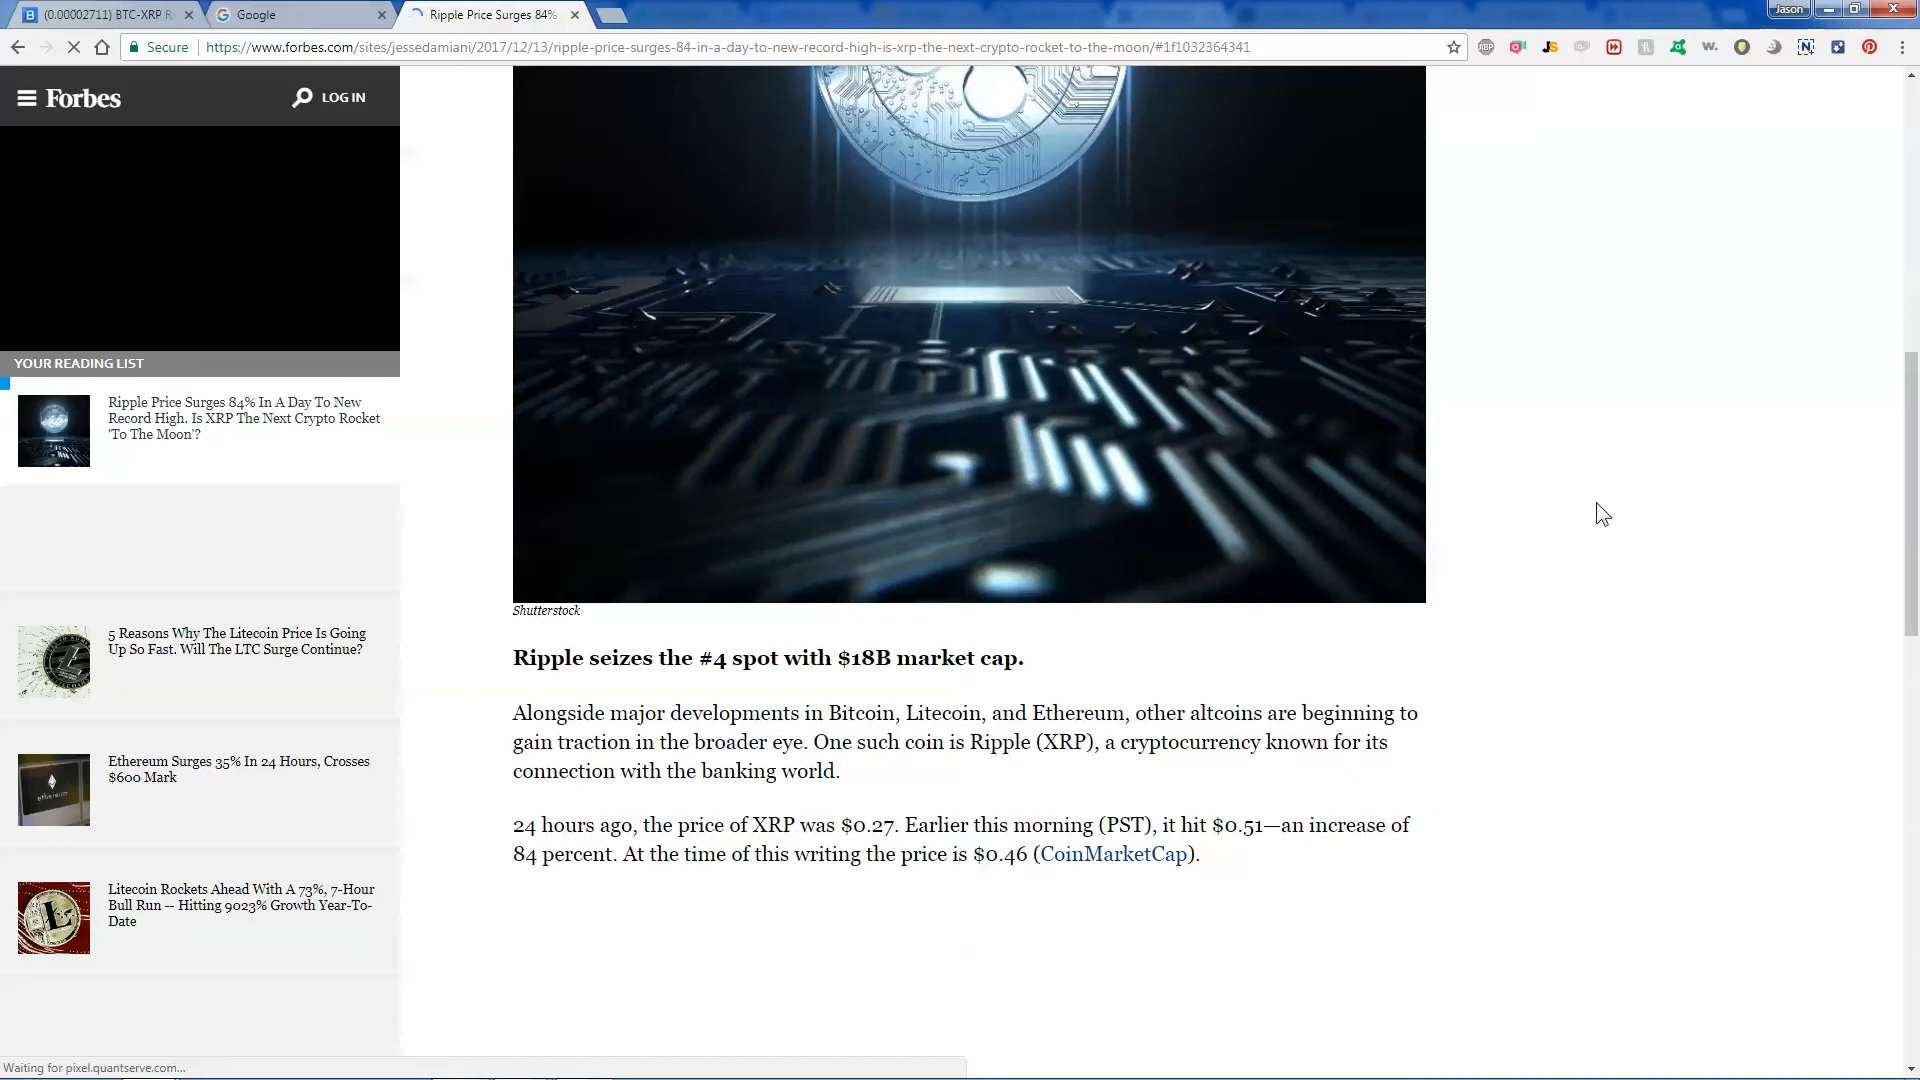 (0.00002711) BTC-XRP R
Google
Ripple Price Surges 84%
Jason
Secure
https://www.forbes.com/sites/jessedamiani/2017/12/13/ripple-price-surges-84-in-a-day-to-new-record-high-is-xrp-the-next-crypto-rocket-to-the-moon/#1f1032364341
ABP
JS
w.
N
Forbes
LOG IN
YOUR READING LIST
Ripple Price Surges 84% In A Day To New
Record High. Is XRP The Next Crypto Rocket
'To The Moon'?
5 Reasons Why The Litecoin Price Is Going
Up So Fast. Will The LTC Surge Continue?
Ethereum Surges 35% In 24 Hours, Crosses
$600 Mark
ethereum
Litecoin Rockets Ahead With A 73%, 7-Hour
Bull Run -- Hitting 9023% Growth Year-To-
Date
Shutterstock
Ripple seizes the #4 spot with $18B market cap.
Alongside major developments in Bitcoin, Litecoin, and Ethereum, other altcoins are beginning to
gain traction in the broader eye. One such coin is Ripple (XRP), a cryptocurrency known for its
connection with the banking world.
24 hours ago, the price of XRP was $0.27. Earlier this morning (PST), it hit $0.51—an increase of
84 percent. At the time of this writing the price is $0.46 (CoinMarketCap).
Waiting for pixel.quantserve.com...